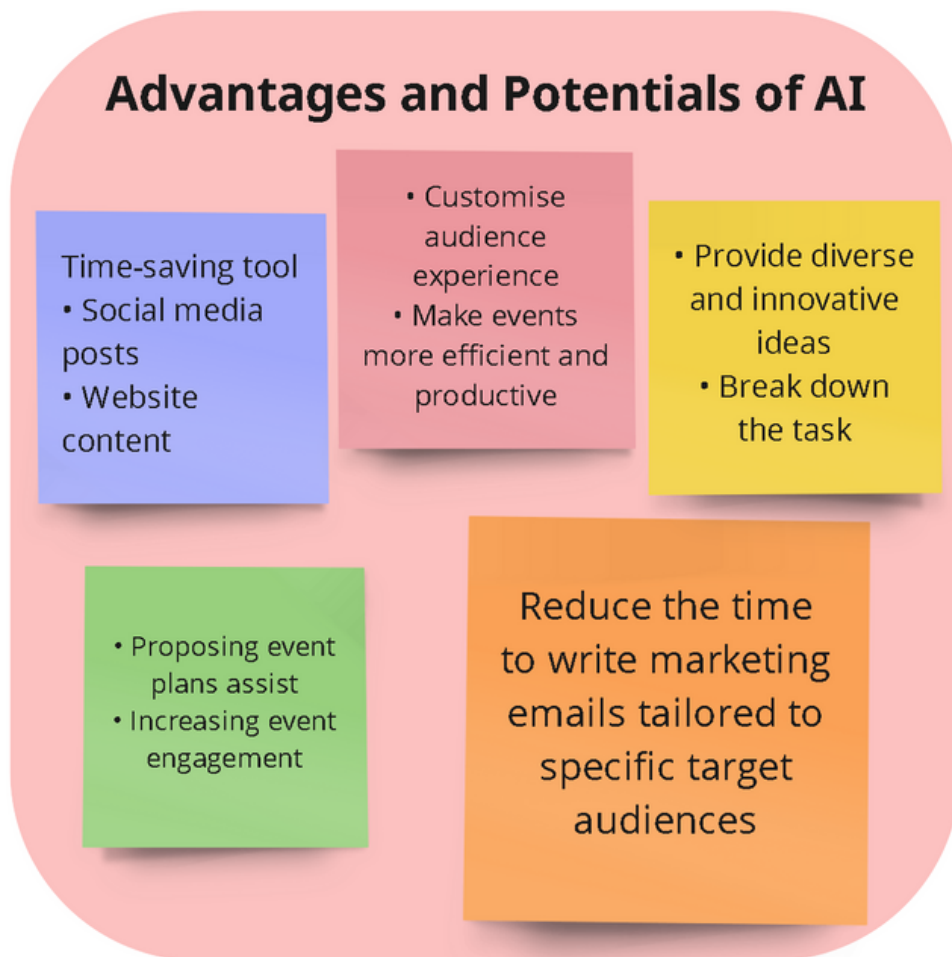 Advantages and Potentials of AI
Time-saving tool
• Social media
posts
• Website
content
• Customise
audience
experience
• Make events
more efficient and
productive
• Provide diverse
and innovative
ideas
• Break down
the task
• Proposing event
plans assist
• Increasing event
engagement
Reduce the time
to write marketing
emails tailored to
specific target
audiences